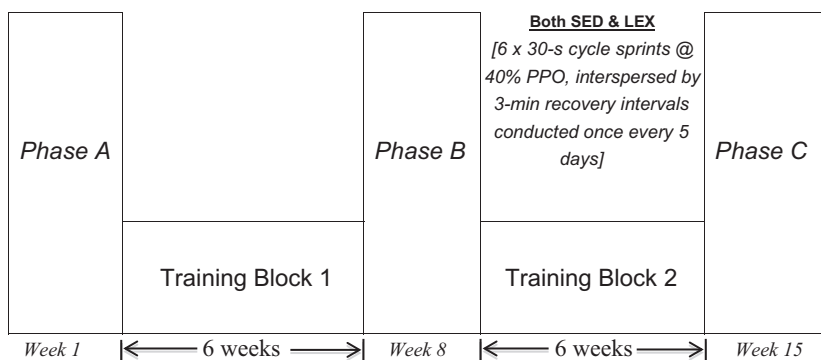 Both SED & LEX
[6 x 30-s cycle sprints @
40% PPO, interspersed by
3-min recovery intervals
conducted once every 5
days]
Phase A
Phase B
Phase C
Training Block 1
Training Block 2
Week 1
6 weeks
Week 8
6 weeks
Week 15